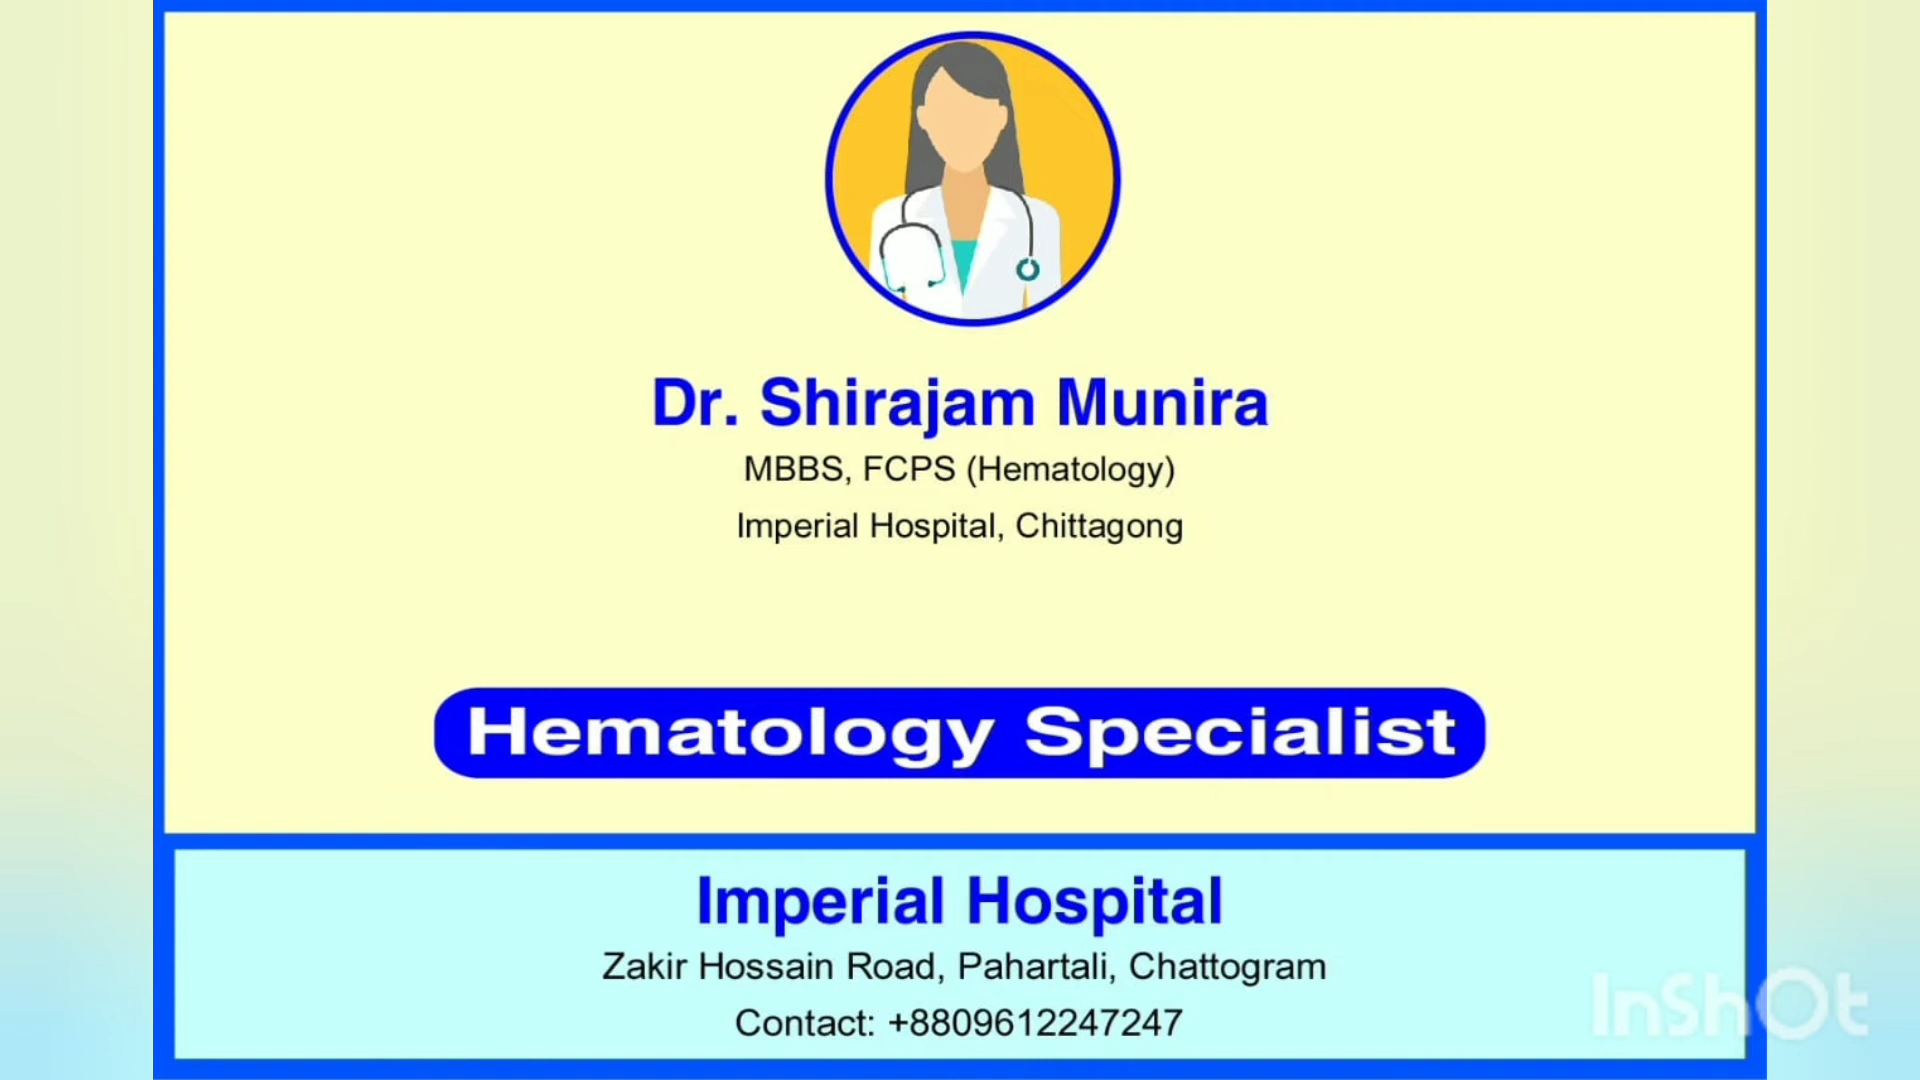 Dr. Shirajam Munira
MBBS, FCPS (Hematology)
Imperial Hospital, Chittagong
Hematology Specialist
Imperial Hospital
Zakir Hossain Road, Pahartali, Chattogram
Contact: +8809612247247
InShOt